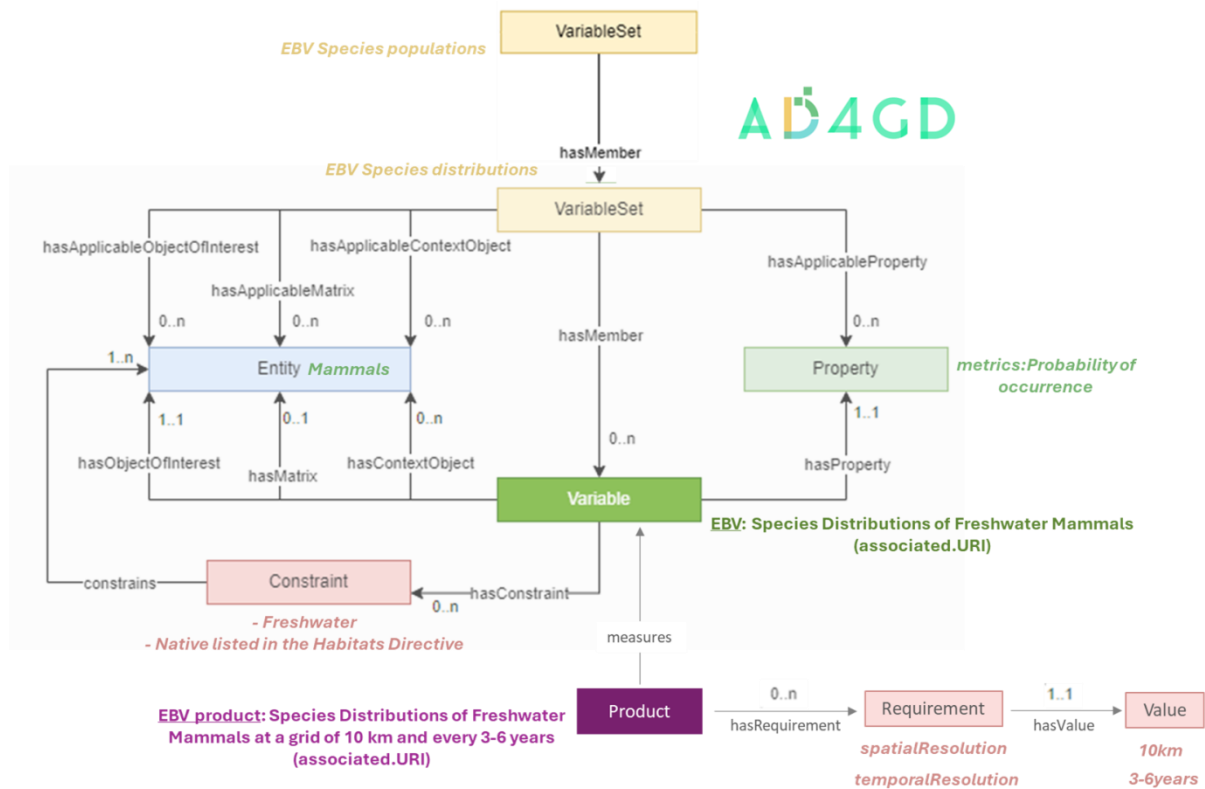 VariableSet
EBV Species populations
AD4GD
hasMember
EBV Species distributions
VariableSet
hasApplicableObjectOfInterest
hasApplicableContextObject
hasApplicableProperty
hasApplicableMatrix
0..n
0..n
0..n
0..n
hasMember
1..n
Entity Mammals
Property
metrics:Probability of
occurrence
1..1
0..1
0..n
1..1
0..n
hasObjectOfInterest
hasMatrix
hasContextObject
hasProperty
Variable
EBV: Species Distributions of Freshwater Mammals
(associated.URI)
constrains
Constraint
hasConstraint
0..n
- Freshwater
- Native listed in the Habitats Directive
measures
EBV product: Species Distributions of Freshwater
Mammals at a grid of 10 km and every 3-6 years
(associated.URI)
Product
0..n
hasRequirement
Requirement
1..1
hasValue
Value
spatialResolution
10km
temporalResolution
3-6years